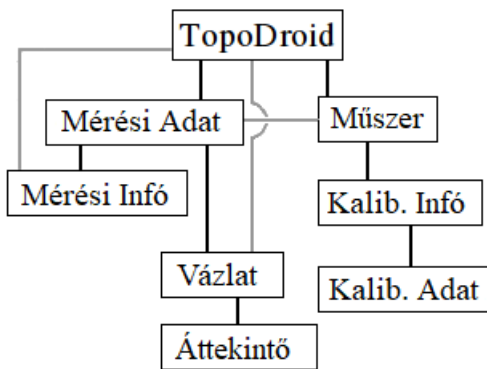 TopoDroid
Mérési Adat
Műszer
Mérési Infó
Kalib. Infó
Vázlat
Kalib. Adat
Áttekintő